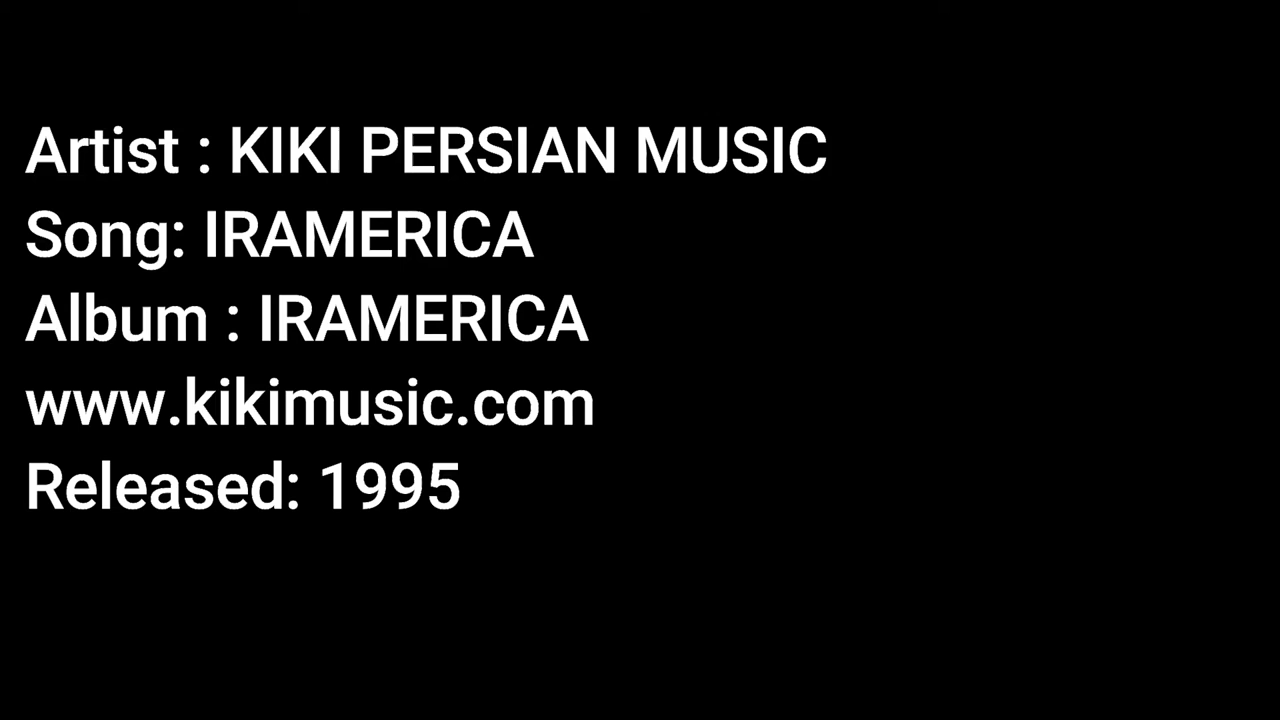 Artist : KIKI PERSIAN MUSIC
Song: IRAMERICA
Album : IRAMERICA
www.kikimusic.com
Released: 1995